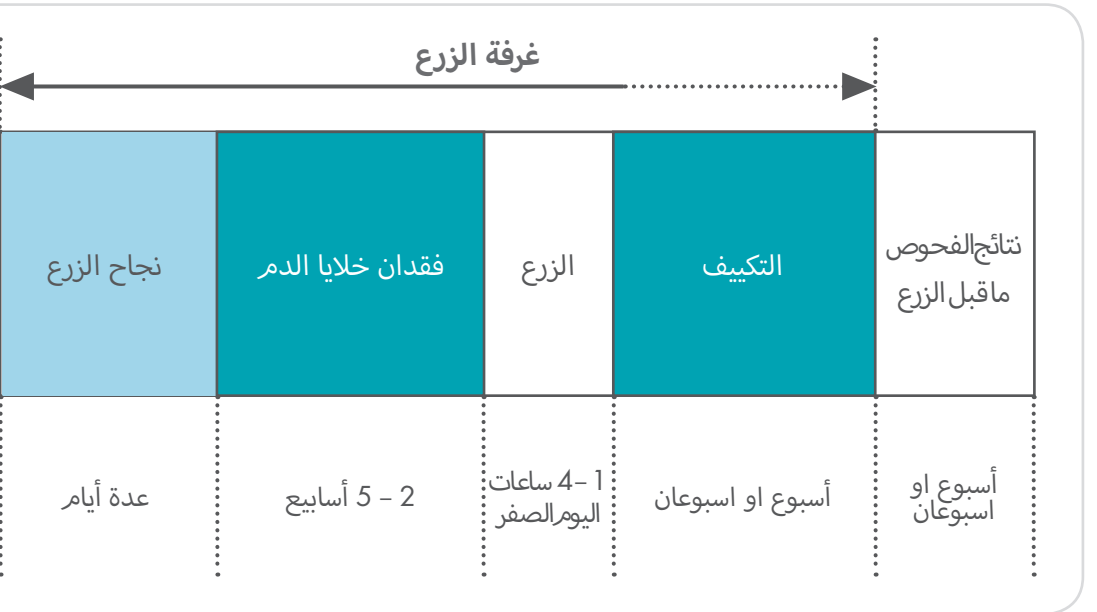 غرفة الزرع
نتائج الفحوص
ما قبل الزرع
التكييف
الزرع
فقدان خلايا الدم
نجاح الزرع
أسبوع او
اسبوعان
أسبوع او اسبوعان
1 – 4 ساعات
اليوم الصفر
2 – 5 أسابيع
عدة أيام